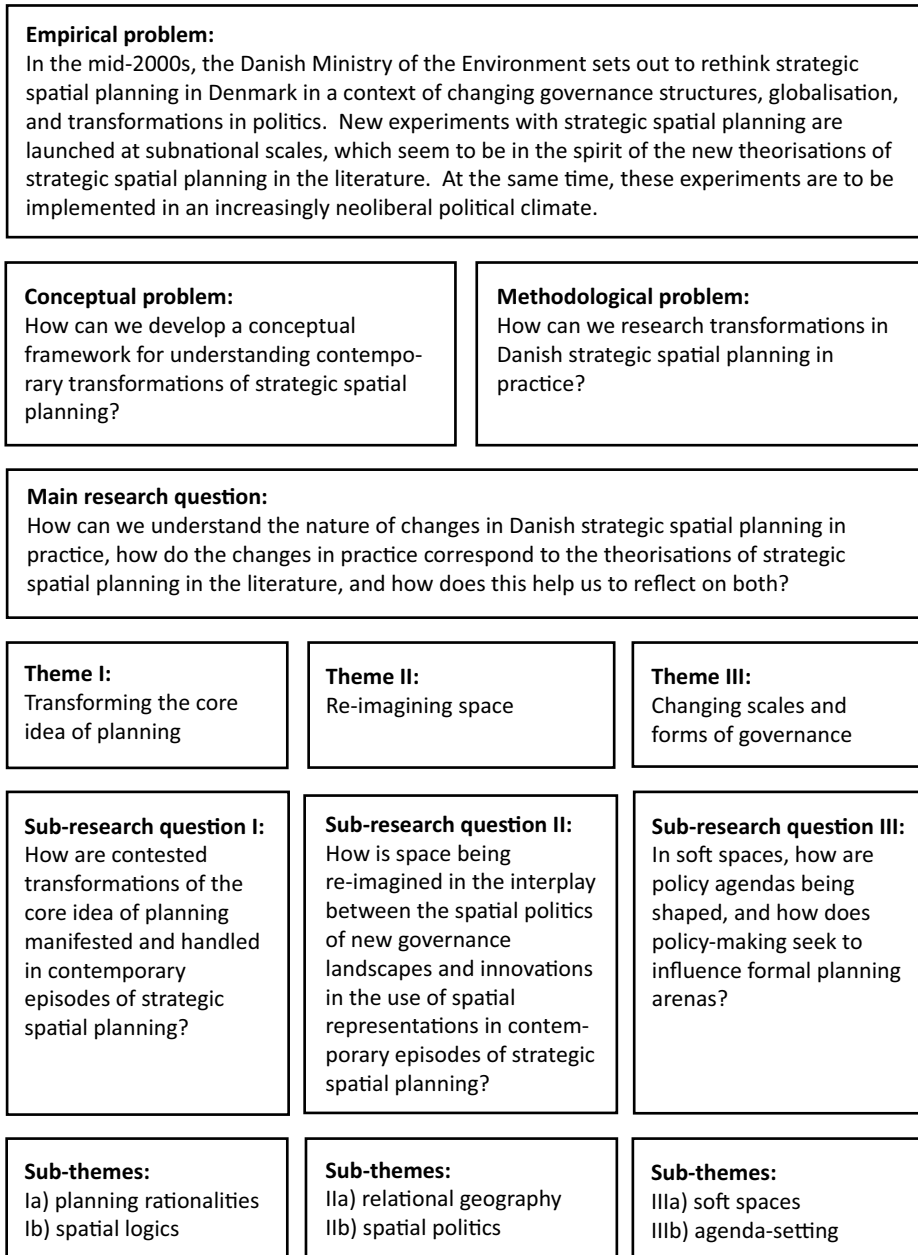 Empirical problem:
In the mid-2000s, the Danish Ministry of the Environment sets out to rethink strategic
spatial planning in Denmark in a context of changing governance structures, globalisation,
and transformations in politics.  New experiments with strategic spatial planning are
launched at subnational scales, which seem to be in the spirit of the new theorisations of
strategic spatial planning in the literature.  At the same time, these experiments are to be
implemented in an increasingly neoliberal political climate.
Conceptual problem:
How can we develop a conceptual
framework for understanding contempo-
rary transformations of strategic spatial
planning?
Methodological problem:
How can we research transformations in
Danish strategic spatial planning in
practice?
Main research question:
How can we understand the nature of changes in Danish strategic spatial planning in
practice, how do the changes in practice correspond to the theorisations of strategic
spatial planning in the literature, and how does this help us to reflect on both?
Theme I:
Transforming the core
idea of planning
Theme II:
Re-imagining space
Theme III:
Changing scales and
forms of governance
Sub-research question I:
How are contested
transformations of the
core idea of planning
manifested and handled
in contemporary
episodes of strategic
spatial planning?
Sub-research question II:
How is space being
re-imagined in the interplay
between the spatial politics
of new governance
landscapes and innovations
in the use of spatial
representations in contem-
porary episodes of strategic
spatial planning?
Sub-research question III:
In soft spaces, how are
policy agendas being
shaped, and how does
policy-making seek to
influence formal planning
arenas?
Sub-themes:
Ia) planning rationalities
Ib) spatial logics
Sub-themes:
IIa) relational geography
IIb) spatial politics
Sub-themes:
IIIa) soft spaces
IIIb) agenda-setting